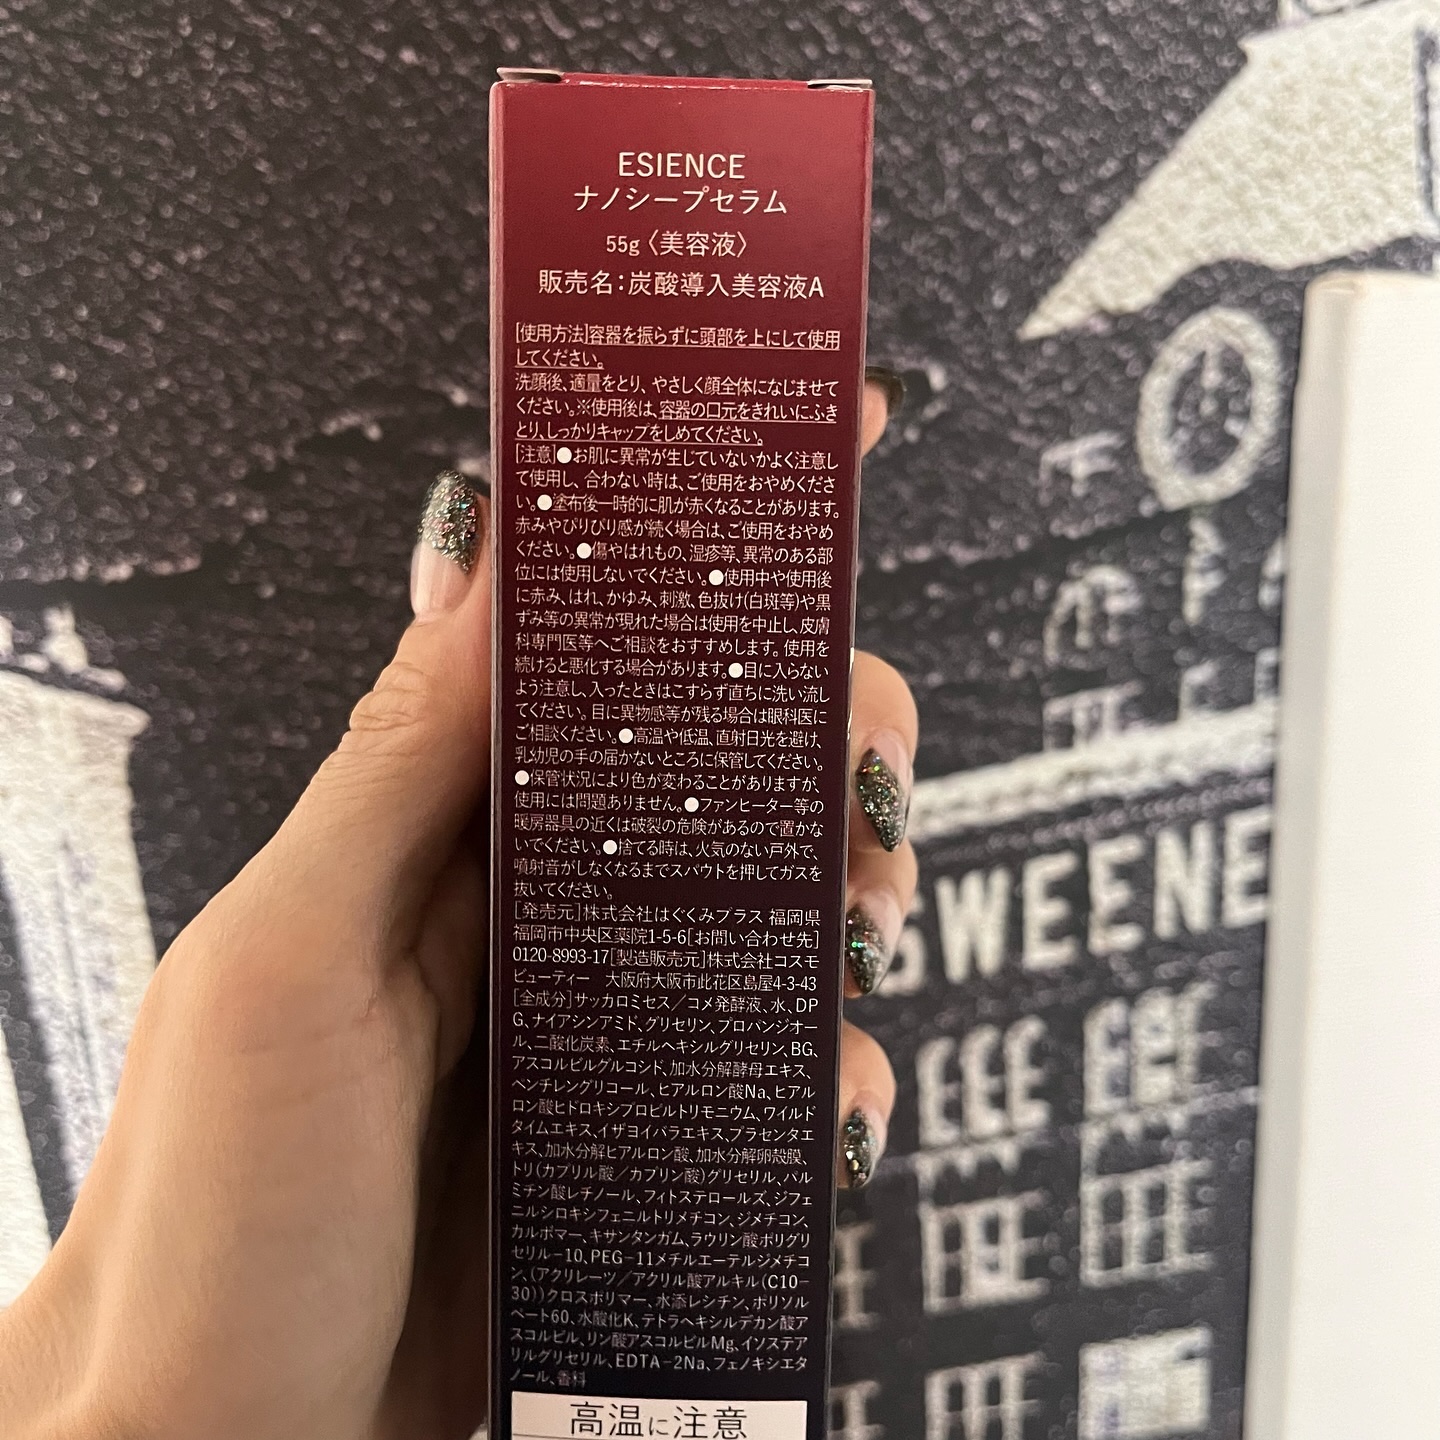 ESIENCE
ナノシープセラム
55g〈美容液〉
販売名:炭酸導入美容液A
[使用方法]容器を振らずに頭部を上にして使用
してください。
洗顔後、適量をとり、やさしく顔全体になじませて
ください。※使用後は、容器の口元をきれいにふき
とり、しっかりキャップをしめてください。
[注意]●お肌に異常が生じていないかよく注意し
て使用し、合わない時は、ご使用をおやめくださ
い。●塗布後一時的に肌が赤くなることがあります。
赤みやぴりぴり感が続く場合は、ご使用をおやめ
ください。●傷やはれもの、湿疹等、異常のある部
位には使用しないでください。●使用中や使用後
に赤み、はれ、かゆみ、刺激、色抜け(白斑等)や黒
ずみ等の異常が現れた場合は使用を中止し、皮膚
科専門医等へご相談をおすすめします。使用を
続けると悪化する場合があります。●目に入らない
よう注意し、入ったときはこすらず直ちに洗い流し
てください。目に異物感等が残る場合は眼科医に
ご相談ください。●高温や低温、直射日光を避け、
乳幼児の手の届かないところに保管してください。
●保管状況により色が変わることがありますが、
使用には問題ありません。●ファンヒーター等の
暖房器具の近くは破裂の危険があるので置かな
いでください。●捨てる時は、火気のない戸外で、
噴射音がしなくなるまでスパウトを押してガスを
抜いてください。
[発売元]株式会社はぐくみプラス 福岡県
福岡市中央区薬院1-5-6[お問い合わせ先]
0120-8993-17[製造販売元]株式会社コスモ
ビューティー 大阪府大阪市此花区島屋4-3-43
[全成分]サッカロミセス/コメ発酵液、水、DP
G、ナイアシンアミド、グリセリン、プロパンジオー
ル、二酸化炭素、エチルヘキシルグリセリン、BG、
アスコルビルグルコシド、加水分解酵母エキス、
ペンチレングリコール、ヒアルロン酸Na、ヒアル
ロン酸ヒドロキシプロピルトリモニウム、ワイルド
タイムエキス、イザヨイバラエキス、プラセンタエ
キス、加水分解ヒアルロン酸、加水分解卵殻膜、
トリ(カプリル酸/カプリン酸)グリセリル、パル
ミチン酸レチノール、フィトステロールズ、ジフェ
ニルシロキシフェニルトリメチコン、ジメチコン、
カルボマー、キサンタンガム、ラウリン酸ポリグリ
セリル-10、PEG-11メチルエーテルジメチコ
ン、(アクリレーツ/アクリル酸アルキル(C10-
30))クロスポリマー、水添レシチン、ポリソル
ベート60、水酸化K、テトラヘキシルデカン酸ア
スコルビル、リン酸アスコルビルMg、イソステア
リルグリセリル、EDTA-2Na、フェノキシエタ
ノール、香料
高温に注意
SWEENE